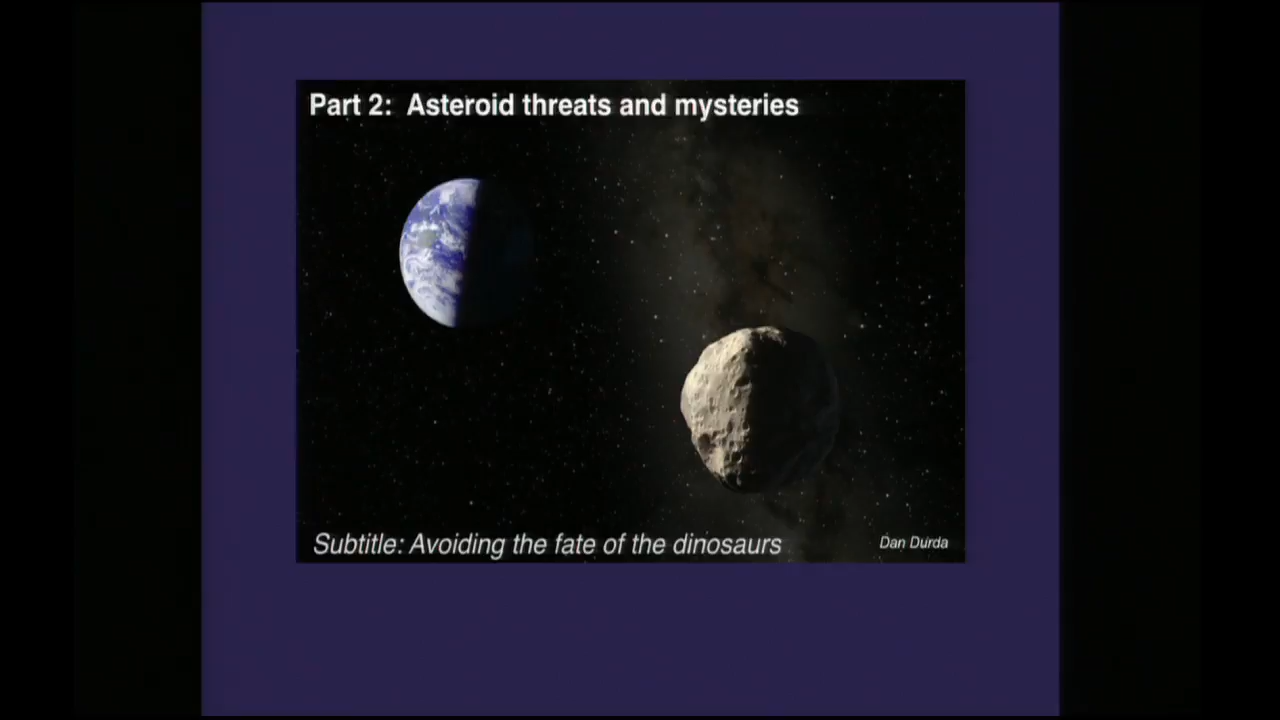 Part 2: Asteroid threats and mysteries
Subtitle: Avoiding the fate of the dinosaurs
Dan Durda